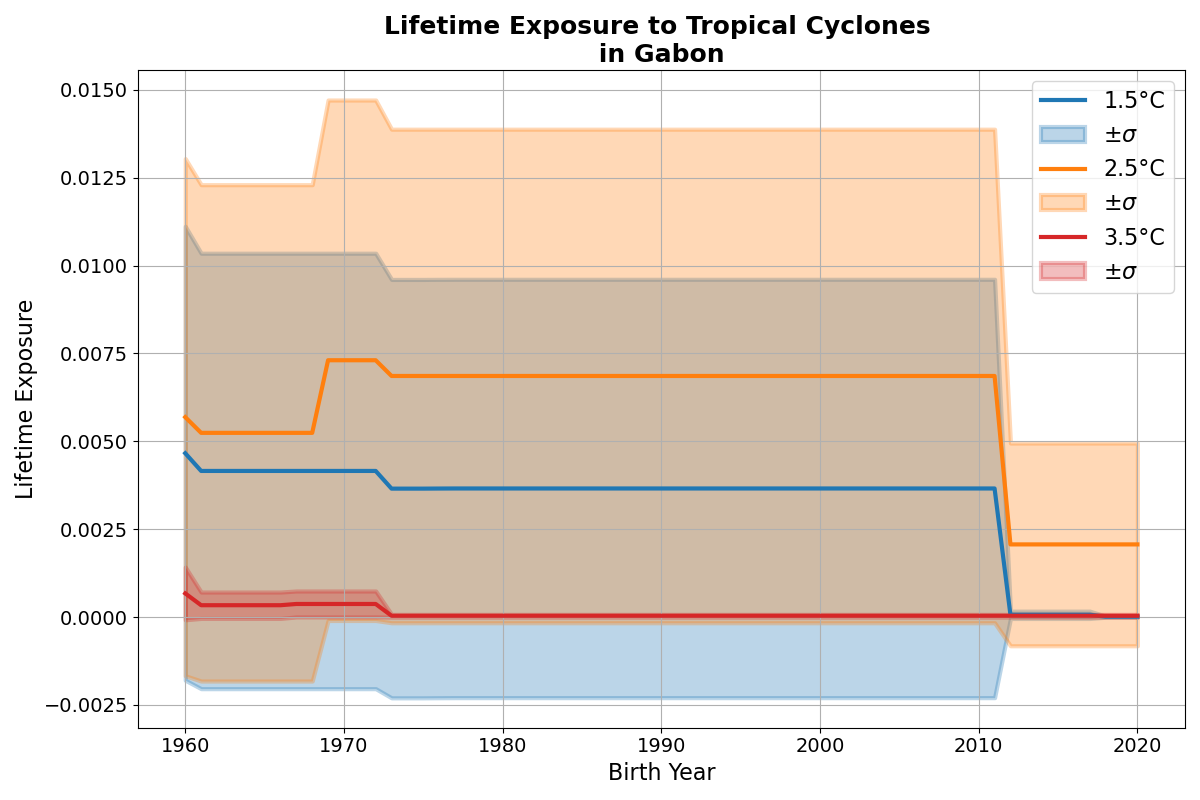 Lifetime Exposure to Tropical Cyclones
in Gabon
Lifetime Exposure
0.0150
0.0125
0.0100
0.0075
0.0050
0.0025
0.0000
−0.0025
1960
1970
1980
1990
2000
2010
2020
Birth Year
1.5°C
±σ
2.5°C
±σ
3.5°C
±σ